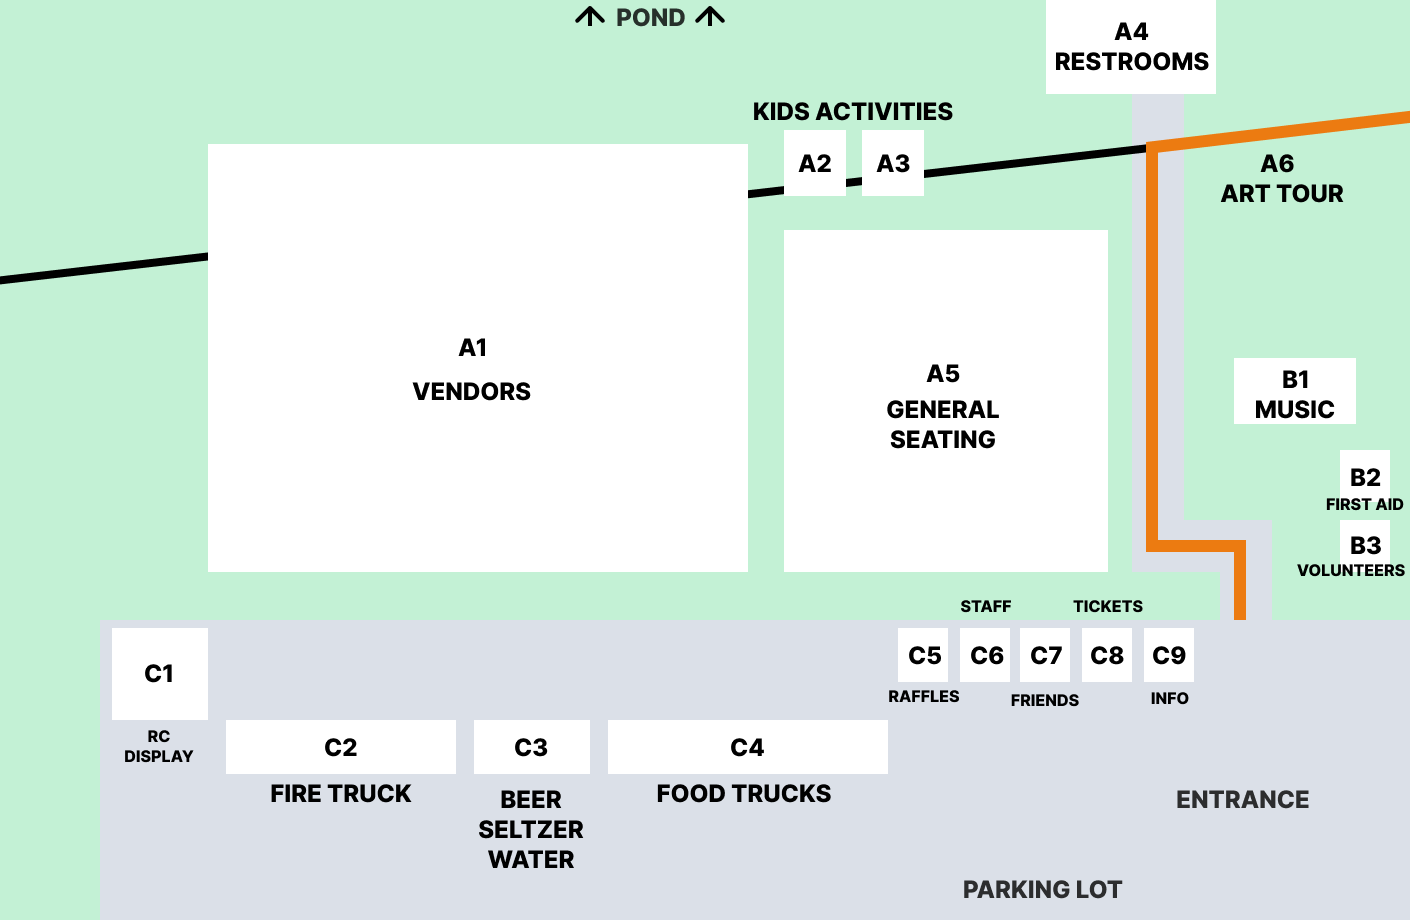 POND
A4
RESTROOMS
KIDS ACTIVITIES
A2
A3
A6
ART TOUR
A1
VENDORS
A5
GENERAL
SEATING
B1
MUSIC
B2
FIRST AID
B3
VOLUNTEERS
STAFF
TICKETS
C1
RC
DISPLAY
C5
RAFFLES
C6
C7
FRIENDS
C8
C9
INFO
C2
FIRE TRUCK
C3
BEER
SELTZER
WATER
C4
FOOD TRUCKS
ENTRANCE
PARKING LOT